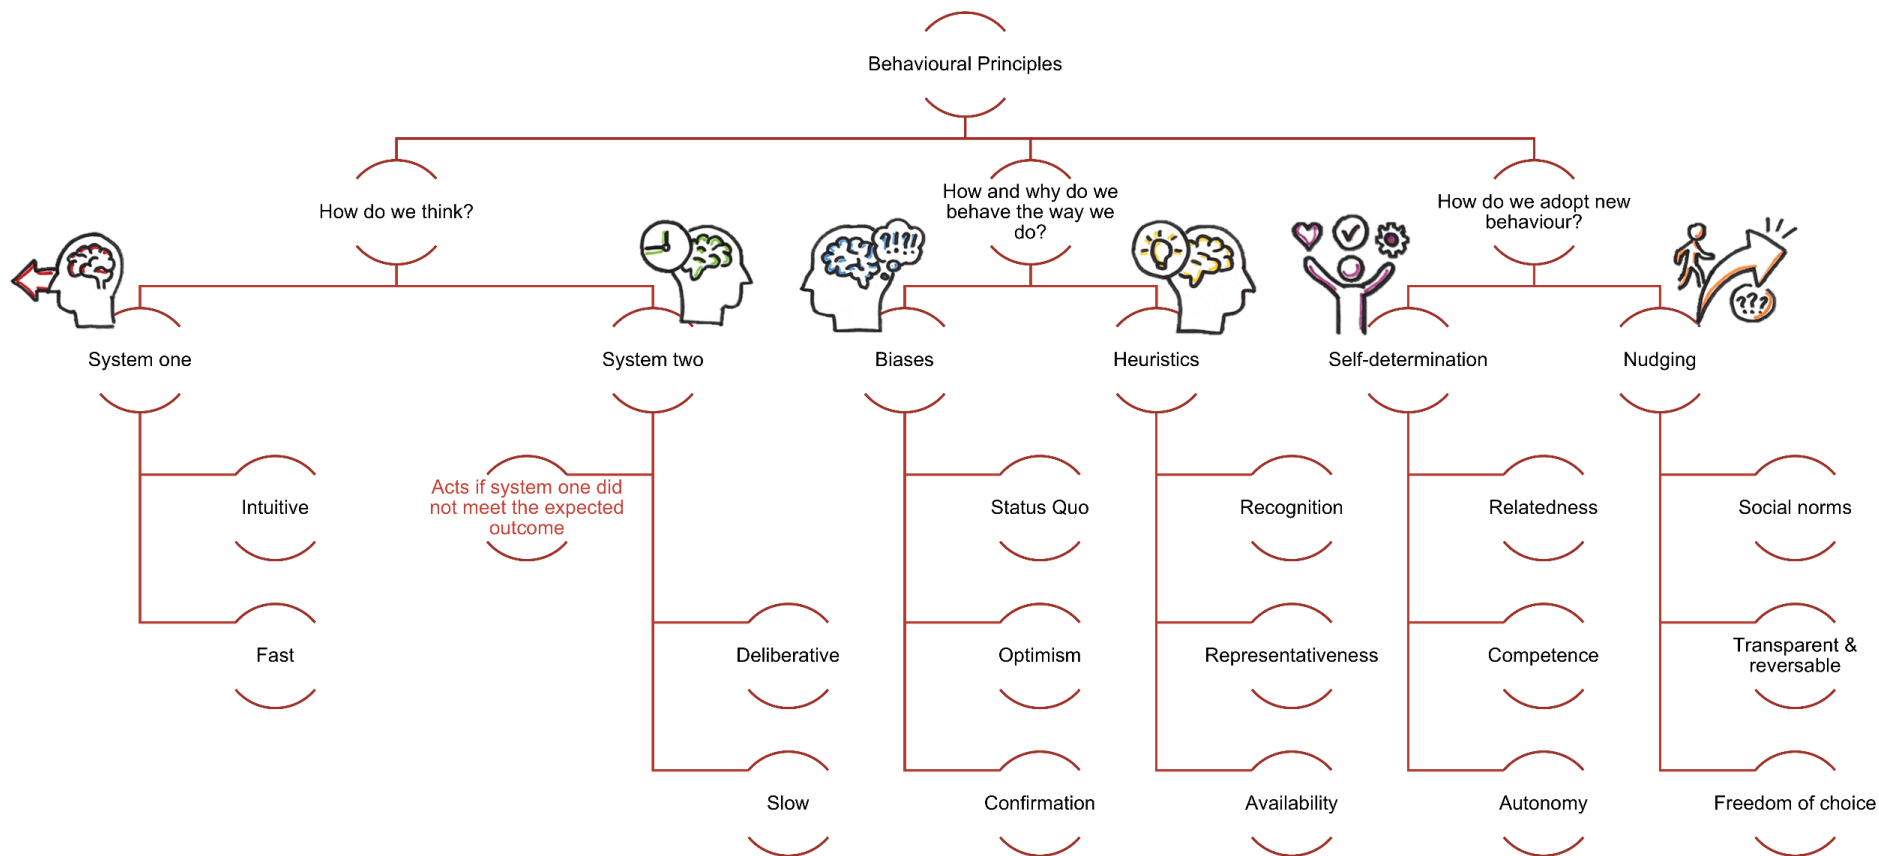 Behavioural Principles
How do we think?
How and why do we
behave the way we
do?
How do we adopt new
behaviour?
!?!?
???
System one
System two
Biases
Heuristics
Self-determination
Nudging
Acts if system one did
not meet the expected
outcome
Intuitive
Status Quo
Recognition
Relatedness
Social norms
Fast
Deliberative
Optimism
Representativeness
Competence
Transparent &
reversable
Slow
Confirmation
Availability
Autonomy
Freedom of choice